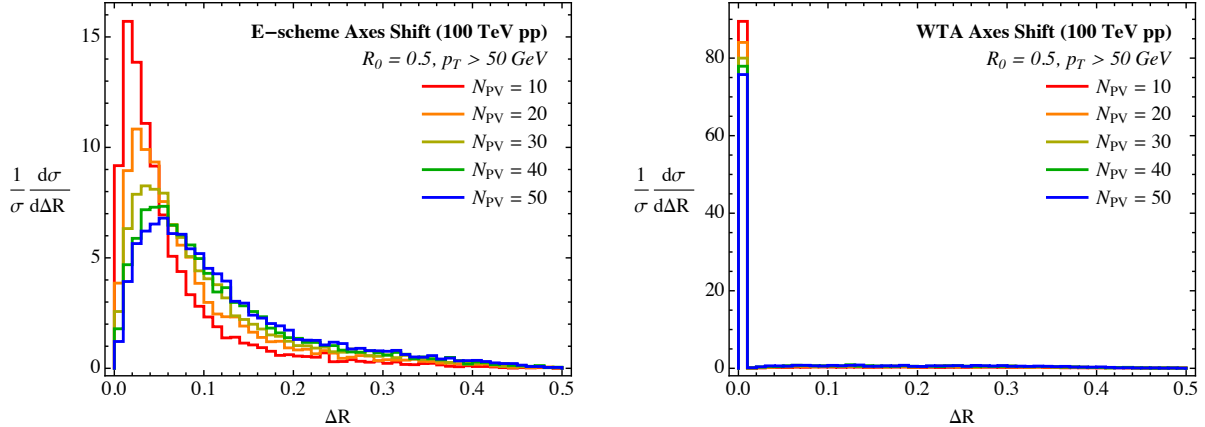 E−scheme Axes Shift (100 TeV pp)
R0 = 0.5, pT > 50 GeV
NPV = 10
NPV = 20
NPV = 30
NPV = 40
NPV = 50
15
10
5
0
1/σ dσ/dΔR
0.0 0.1 0.2 0.3 0.4 0.5
ΔR
WTA Axes Shift (100 TeV pp)
R0 = 0.5, pT > 50 GeV
NPV = 10
NPV = 20
NPV = 30
NPV = 40
NPV = 50
80
60
40
20
0
1/σ dσ/dΔR
0.0 0.1 0.2 0.3 0.4 0.5
ΔR